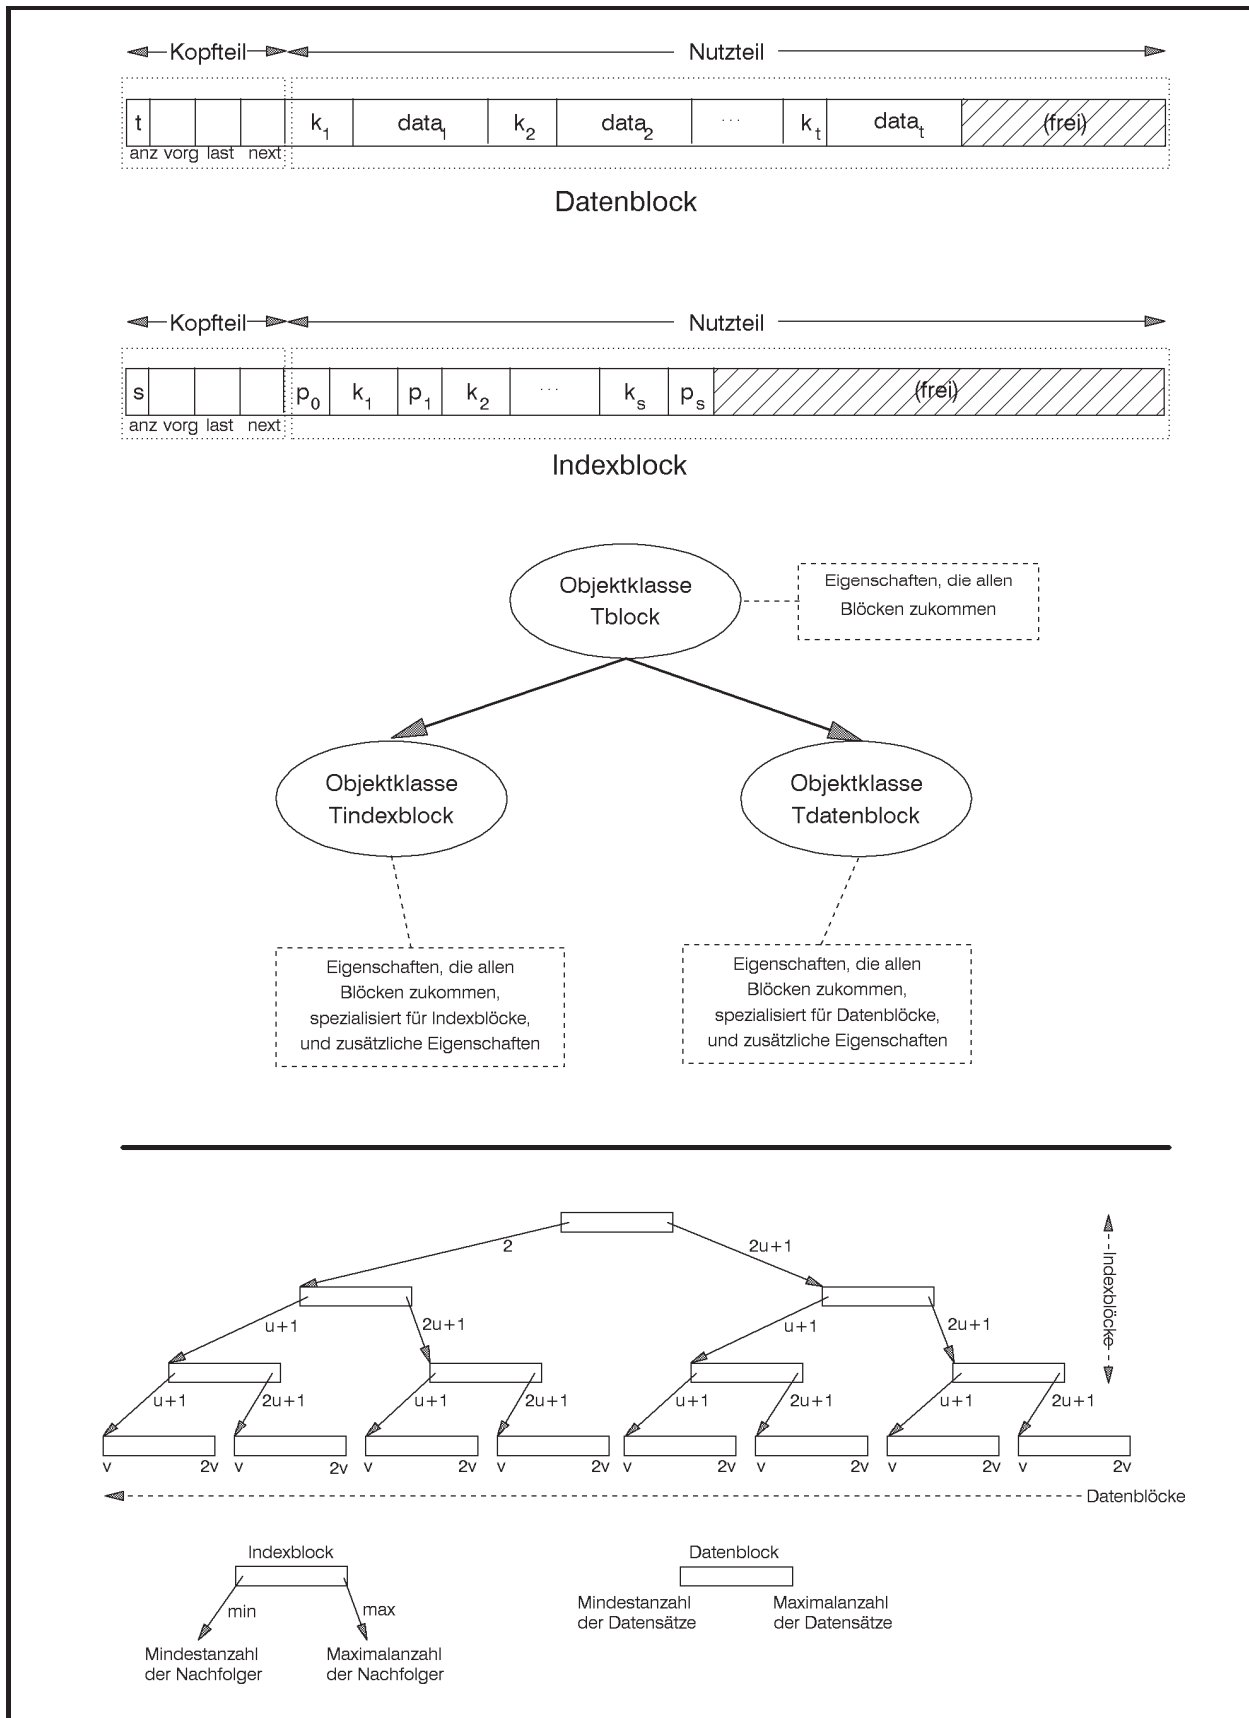 Kopfteil Nutzteil
t k1 data1 k2 data2 ... kt datat (frei)
anz vorg last next
Datenblock
Kopfteil Nutzteil
s p0 k1 p1 k2 ... ks ps (frei)
anz vorg last next
Indexblock
Objektklasse
Tblock
Eigenschaften, die allen
Blöcken zukommen
Objektklasse
Tindexblock
Objektklasse
Tdatenblock
Eigenschaften, die allen
Blöcken zukommen,
spezialisiert für Indexblöcke,
und zusätzliche Eigenschaften
Eigenschaften, die allen
Blöcken zukommen,
spezialisiert für Datenblöcke,
und zusätzliche Eigenschaften
2 2u+1
Indexblöcke
u+1 2u+1 u+1 2u+1
u+1 2u+1 u+1 2u+1 u+1 2u+1 u+1 2u+1
v 2v v 2v v 2v v 2v v 2v v 2v v 2v v 2v
Datenblöcke
Indexblock
min max
Mindestanzahl
der Nachfolger
Maximalanzahl
der Nachfolger
Datenblock
Mindestanzahl
der Datensätze
Maximalanzahl
der Datensätze